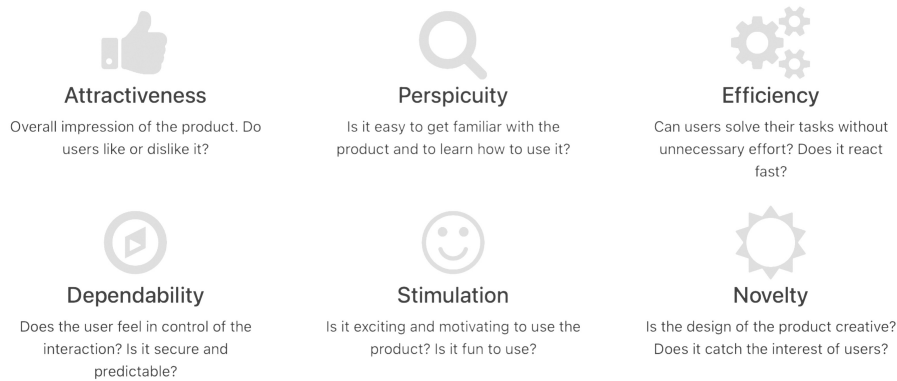 Attractiveness
Overall impression of the product. Do
users like or dislike it?
Perspicuity
Is it easy to get familiar with the
product and to learn how to use it?
Efficiency
Can users solve their tasks without
unnecessary effort? Does it react
fast?
Dependability
Does the user feel in control of the
interaction? Is it secure and
predictable?
Stimulation
Is it exciting and motivating to use the
product? Is it fun to use?
Novelty
Is the design of the product creative?
Does it catch the interest of users?